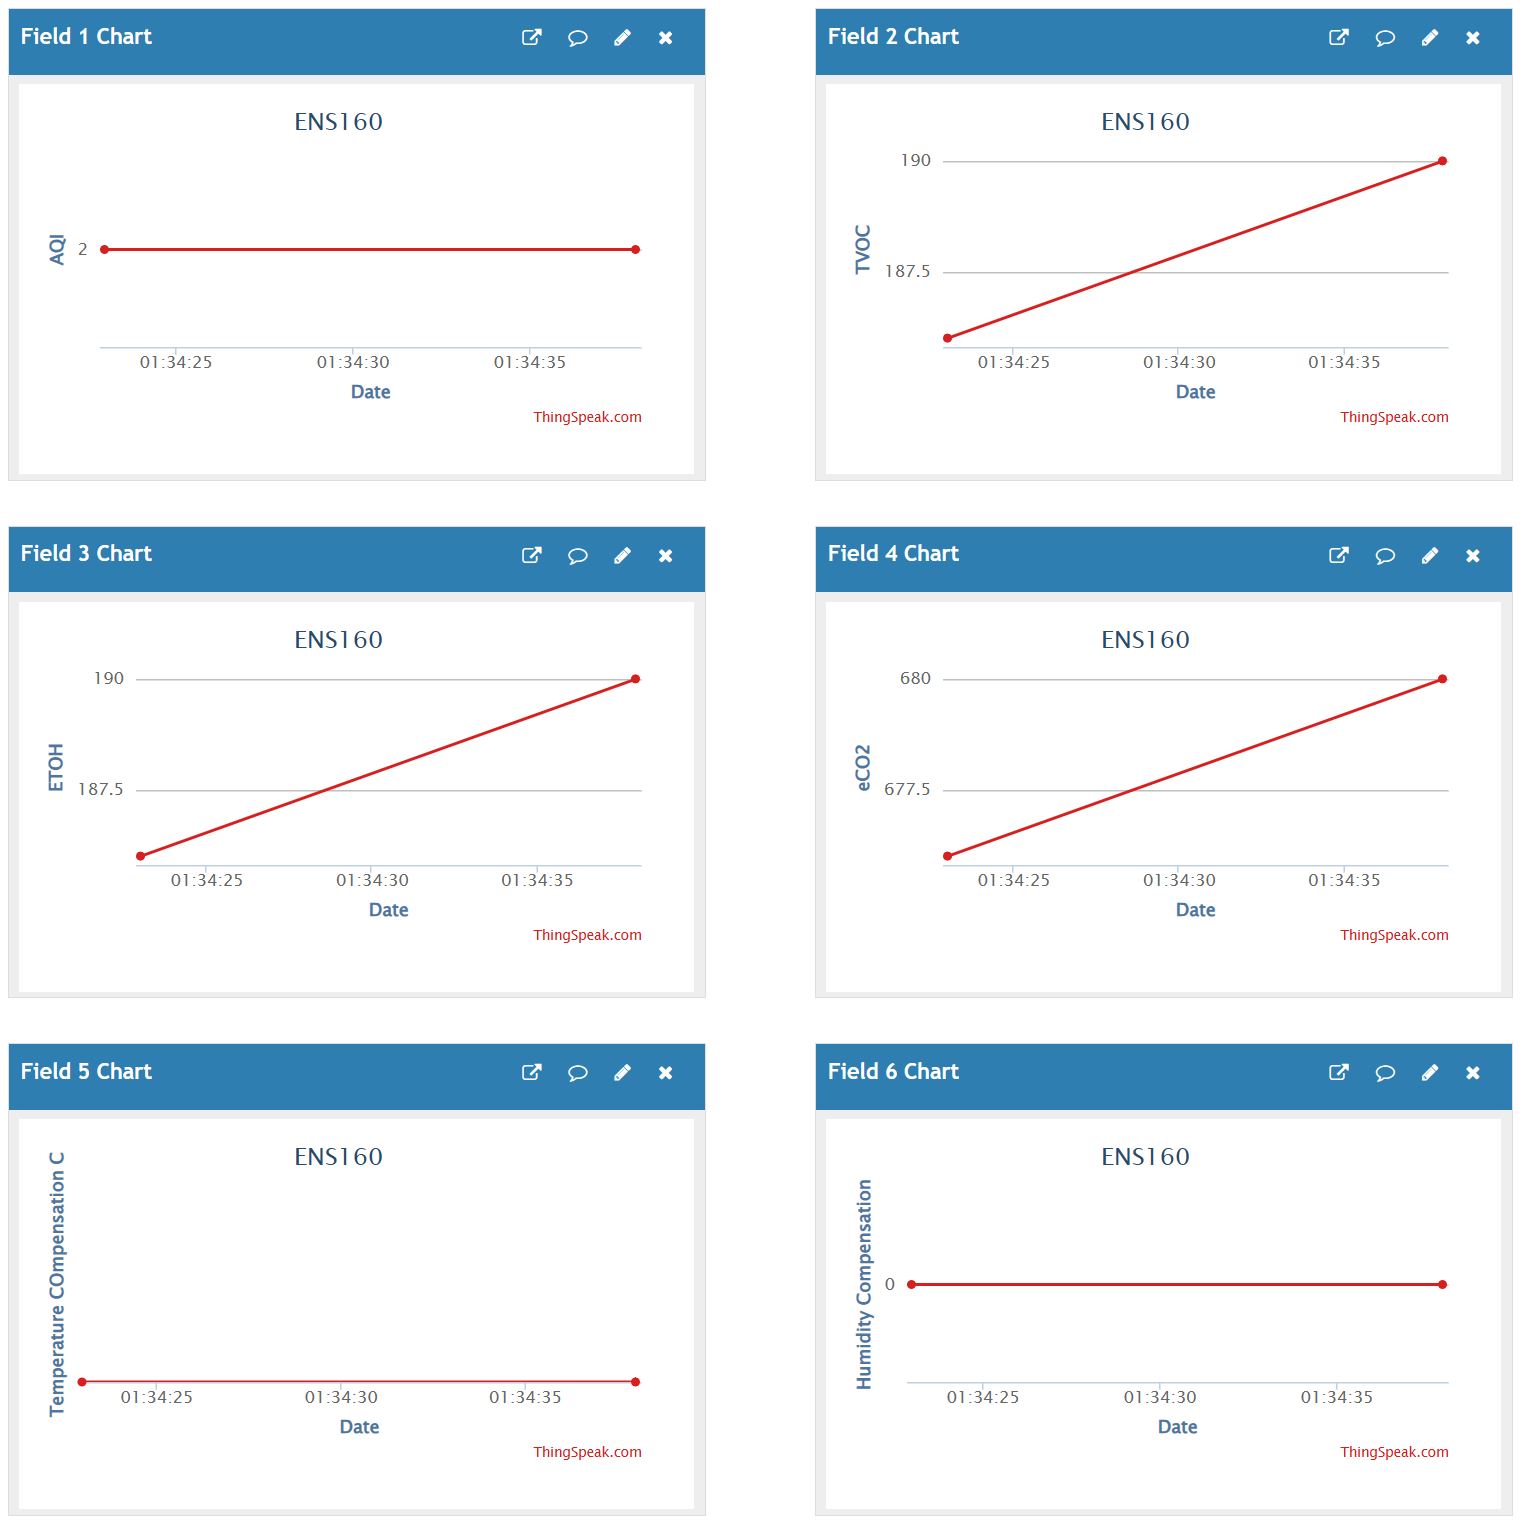 Field 1 Chart
ENS160
AQI
2
01:34:25 01:34:30 01:34:35
Date
ThingSpeak.com
Field 2 Chart
ENS160
TVOC
190
187.5
01:34:25 01:34:30 01:34:35
Date
ThingSpeak.com
Field 3 Chart
ENS160
ETOH
190
187.5
01:34:25 01:34:30 01:34:35
Date
ThingSpeak.com
Field 4 Chart
ENS160
eCO2
680
677.5
01:34:25 01:34:30 01:34:35
Date
ThingSpeak.com
Field 5 Chart
ENS160
Temperature COmpensation C
01:34:25 01:34:30 01:34:35
Date
ThingSpeak.com
Field 6 Chart
ENS160
Humidity Compensation
0
01:34:25 01:34:30 01:34:35
Date
ThingSpeak.com